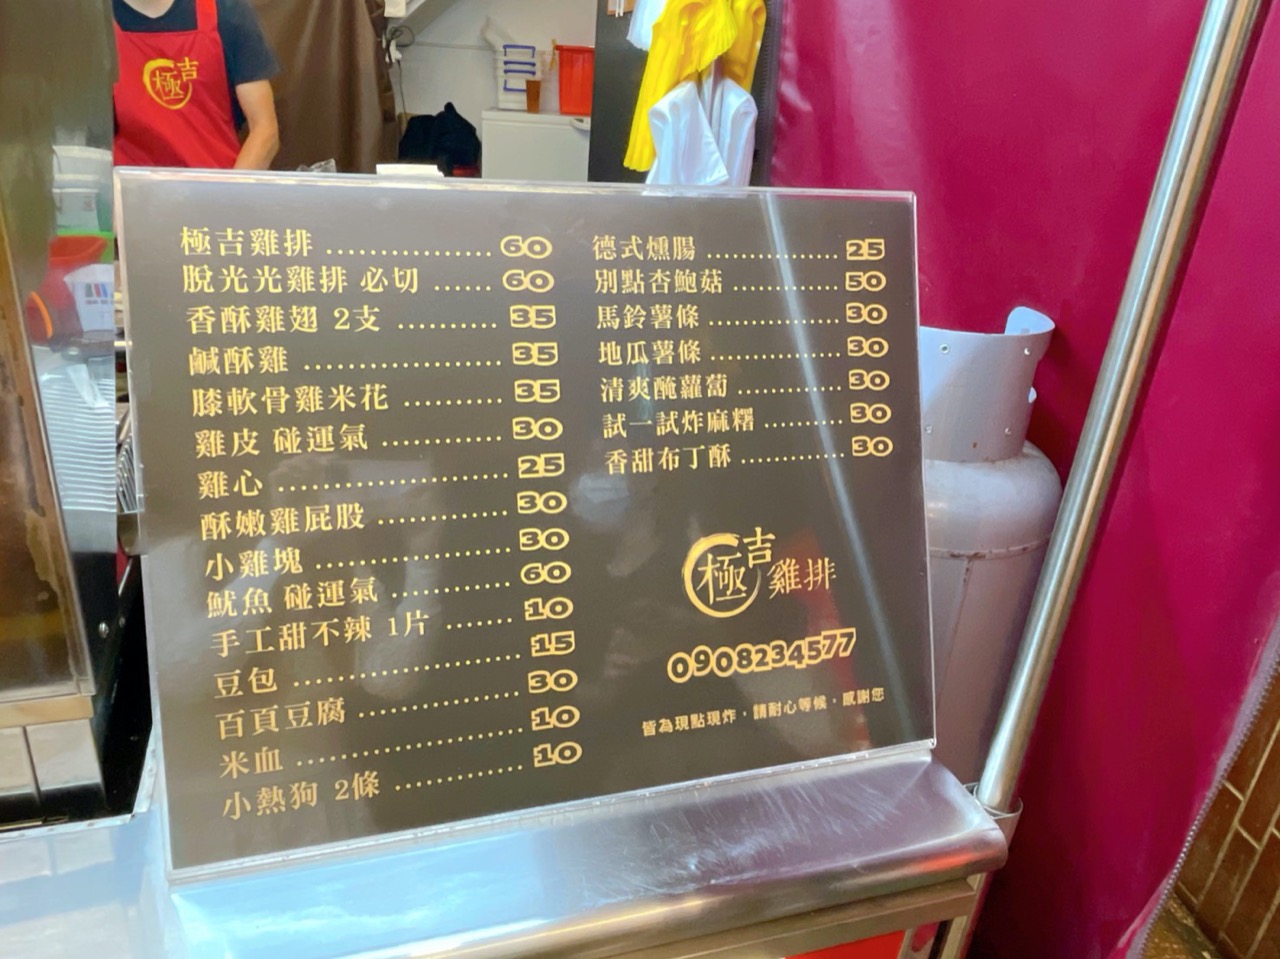 極吉
極吉雞排 ................. 60
脫光光雞排 必切 ...... 60
香酥雞翅 2支 .......... 35
鹹酥雞 ................... 35
膝軟骨雞米花 .......... 35
雞皮 碰運氣 ............ 30
雞心 ...................... 25
酥嫩雞屁股 ............. 30
小雞塊 ................... 30
魷魚 碰運氣 ............ 60
手工甜不辣 1片 ....... 10
豆包 ...................... 15
百頁豆腐 ................ 30
米血 ...................... 10
小熱狗 2條 ............. 10
德式燻腸 ................ 25
別點杏鮑菇 ............. 50
馬鈴薯條 ................ 30
地瓜薯條 ................ 30
清爽醃蘿蔔 ............. 30
試一試炸麻糬 .......... 30
香甜布丁酥 ............. 30
極吉雞排
0908234577
皆為現點現炸，請耐心等候，感謝您